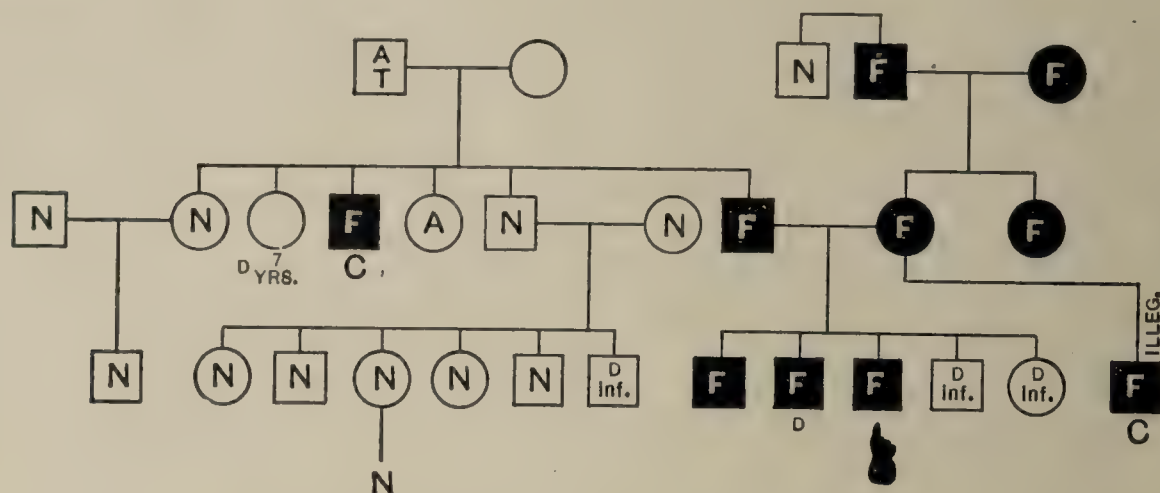 A
T
N F F
N N F A N N F F F
D 7
YRS.
C
ILLEG.
N N N N N N D
inf. F F F D
inf. D
inf. F
D C
N